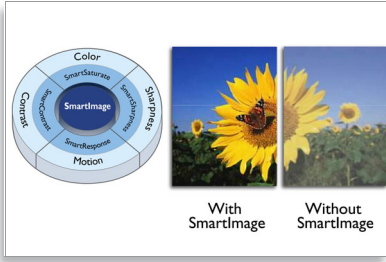 Color
SmartSaturate
Contrast
SmartContrast
SmartImage
SmartSharpness
Sharpness
SmartResponse
Motion
With
SmartImage
Without
SmartImage